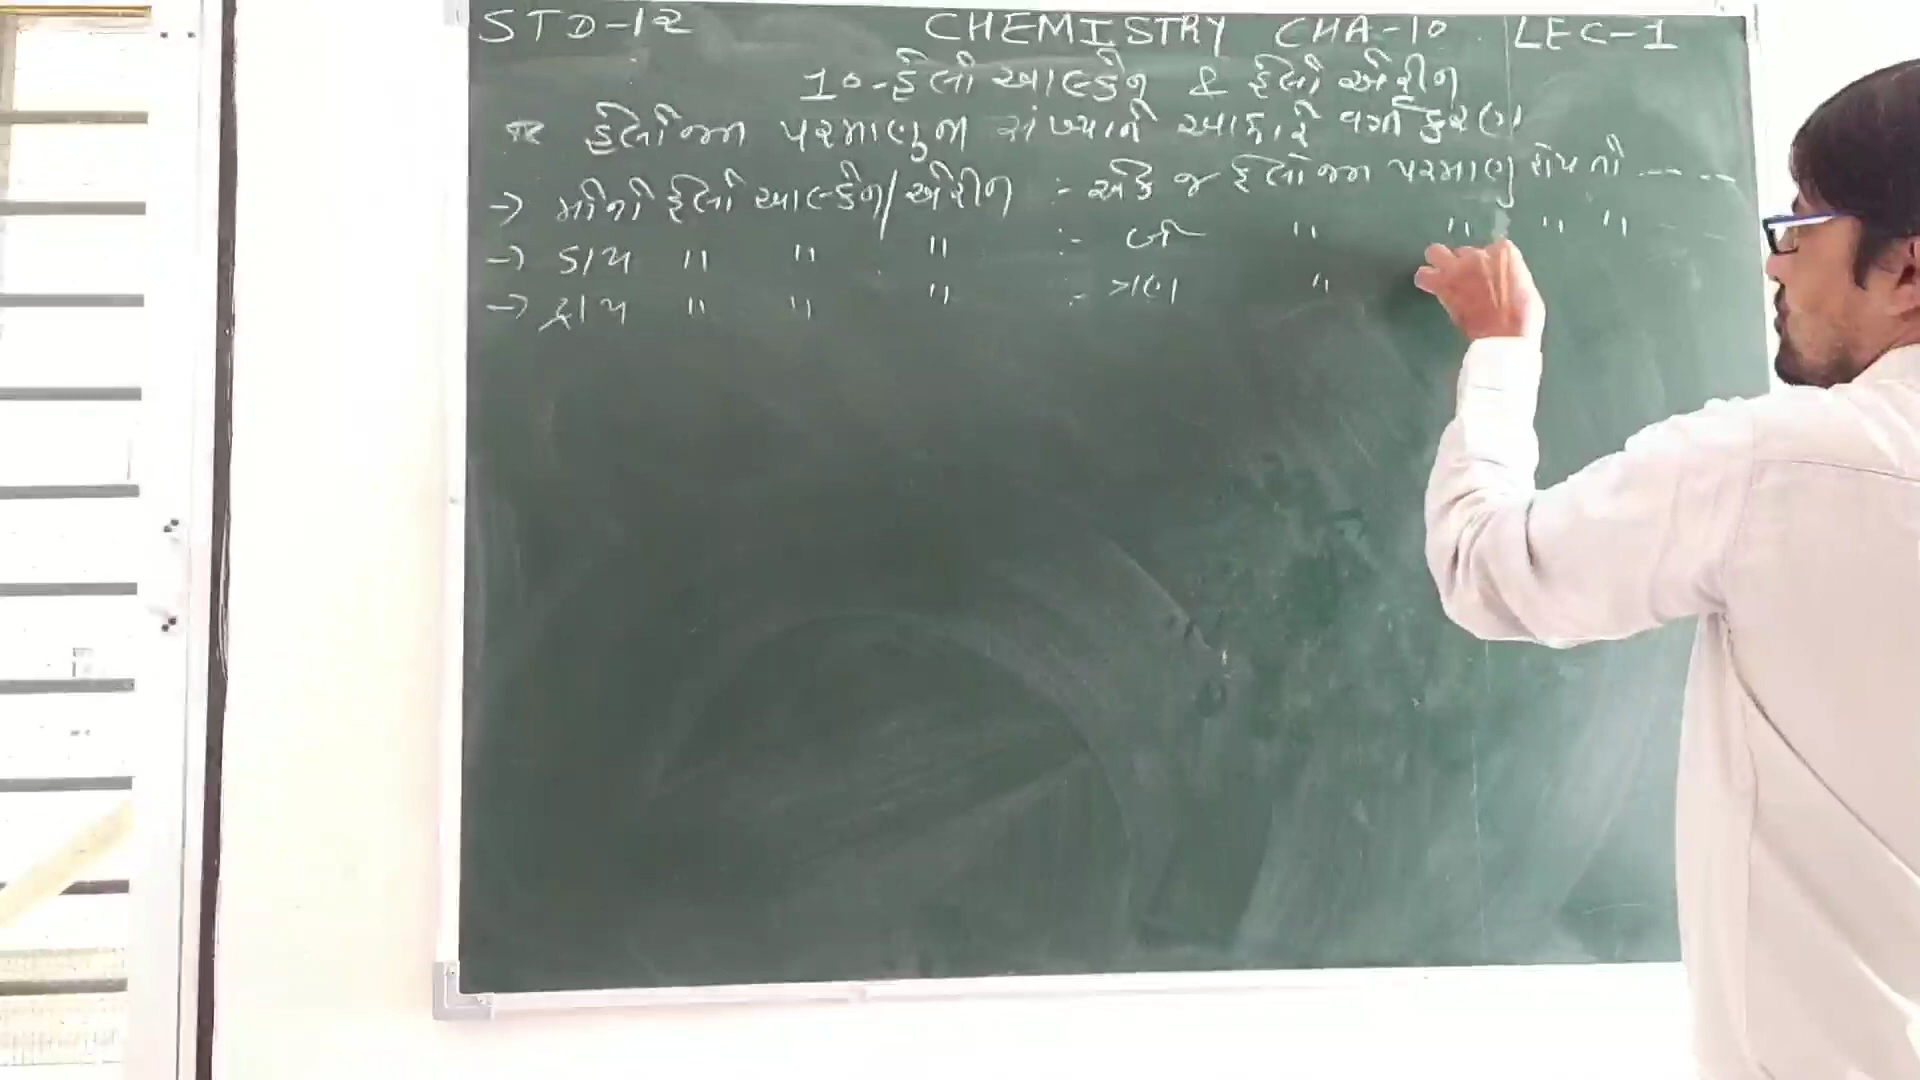 STD-12 CHEMISTRY CHA-10 LEC-1
10-હેલો આલ્કેન & હેલો એરીન
* હેલોજન પરમાણુની સંખ્યાને આધારે વર્ગીકરણ
→ મોનો હેલો આલ્કેન/એરીન :- એક જ હેલોજન પરમાણુ હોય તો -- --
→ ડાય " " " :- બે " " " " - --
→ ટ્રાય " " " :- ત્રણ "